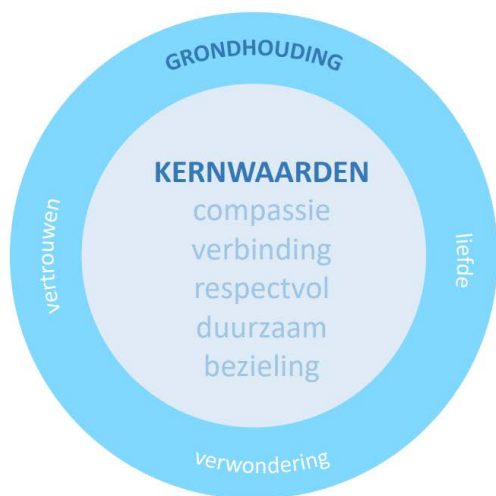 GRONDHOUDING
KERNWAARDEN
compassie
verbinding
respectvol
duurzaam
bezieling
vertrouwen
liefde
verwondering